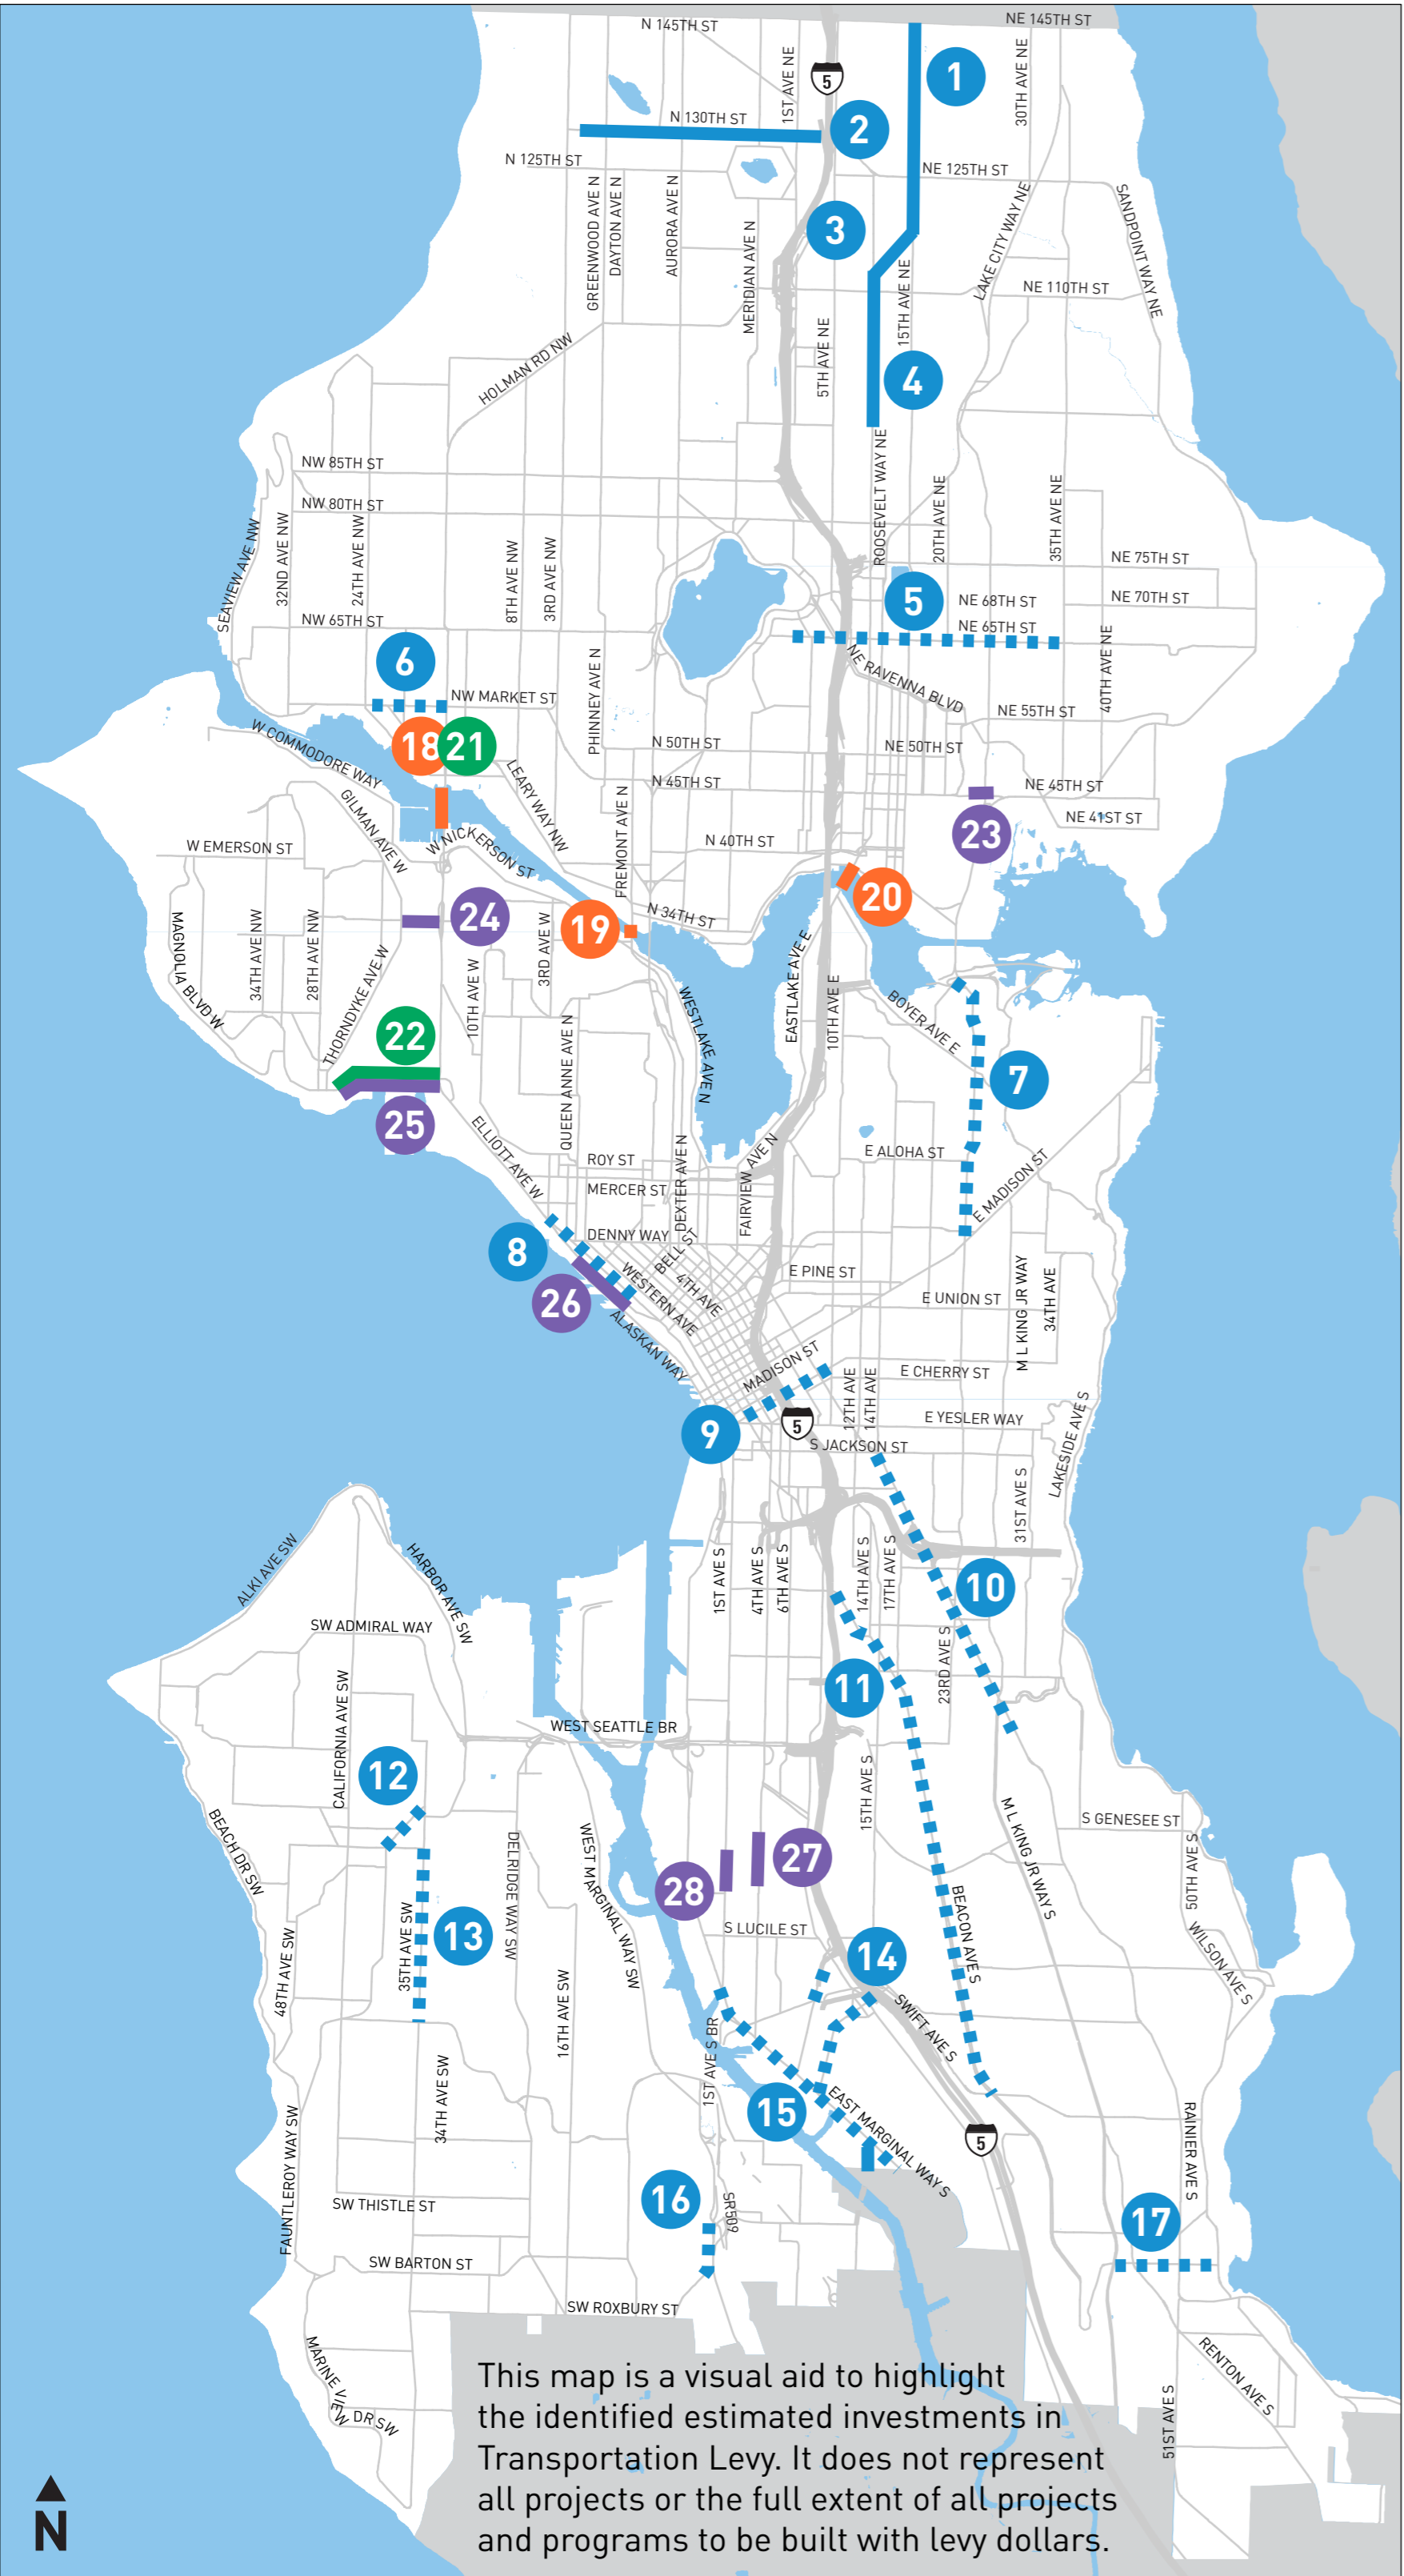 N 145TH ST
NE 145TH ST
1ST AVE NE
5
1
30TH AVE NE
N 130TH ST
2
N 125TH ST
NE 125TH ST
GREENWOOD AVE N
DAYTON AVE N
AURORA AVE N
MERIDIAN AVE N
3
LAKE CITY WAY NE
SANDPOINT WAY NE
15TH AVE NE
NE 110TH ST
5TH AVE NE
HOLMAN RD NW
4
NW 85TH ST
ROOSEVELT WAY NE
20TH AVE NE
35TH AVE NE
NW 80TH ST
SEAVIEW AVE NW
32ND AVE NW
24TH AVE NW
8TH AVE NW
3RD AVE NW
NE 75TH ST
5
NE 68TH ST
NE 70TH ST
NW 65TH ST
NE 65TH ST
6
PHINNEY AVE N
NE RAVENNA BLVD
40TH AVE NE
NW MARKET ST
NE 55TH ST
W COMMODORE WAY
18
21
N 50TH ST
NE 50TH ST
LEARY WAY NW
N 45TH ST
NE 45TH ST
GILMAN AVE W
FREMONT AVE N
NE 41ST ST
W EMERSON ST
W NICKERSON ST
N 40TH ST
23
20
MAGNOLIA BLVD W
34TH AVE NW
28TH AVE NW
24
3RD AVE W
19
N 34TH ST
THORNDYKE AVE W
10TH AVE W
WESTLAKE AVE N
EASTLAKE AVE E
10TH AVE E
BOYER AVE E
22
QUEEN ANNE AVE N
7
25
ELLIOTT AVE W
ROY ST
DEXTER AVE N
FAIRVIEW AVE N
E ALOHA ST
E MADISON ST
MERCER ST
8
DENNY WAY
BELL ST
26
WESTERN AVE
4TH AVE
E PINE ST
M L KING JR WAY
34TH AVE
E UNION ST
ALASKAN WAY
MADISON ST
12TH AVE
14TH AVE
E CHERRY ST
9
5
E YESLER WAY
S JACKSON ST
LAKESIDE AVE S
31ST AVE S
ALKI AVE SW
HARBOR AVE SW
1ST AVE S
4TH AVE S
6TH AVE S
14TH AVE S
17TH AVE S
10
SW ADMIRAL WAY
23RD AVE S
11
CALIFORNIA AVE SW
WEST SEATTLE BR
12
15TH AVE S
BEACH DR SW
M L KING JR WAY S
S GENESEE ST
DELRIDGE WAY SW
WEST MARGINAL WAY SW
27
28
50TH AVE S
35TH AVE SW
13
BEACON AVE S
48TH AVE SW
S LUCILE ST
WILSON AVE S
14
16TH AVE SW
SWIFT AVE S
1ST AVE S BR
34TH AVE SW
15
EAST MARGINAL WAY S
5
RAINIER AVE S
FAUNTLEROY WAY SW
SW THISTLE ST
16
SR509
17
SW BARTON ST
SW ROXBURY ST
MARINE VIEW DR SW
RENTON AVE S
51ST AVE S
This map is a visual aid to highlight
the identified estimated investments in
Transportation Levy. It does not represent
all projects or the full extent of all projects
and programs to be built with levy dollars.
N